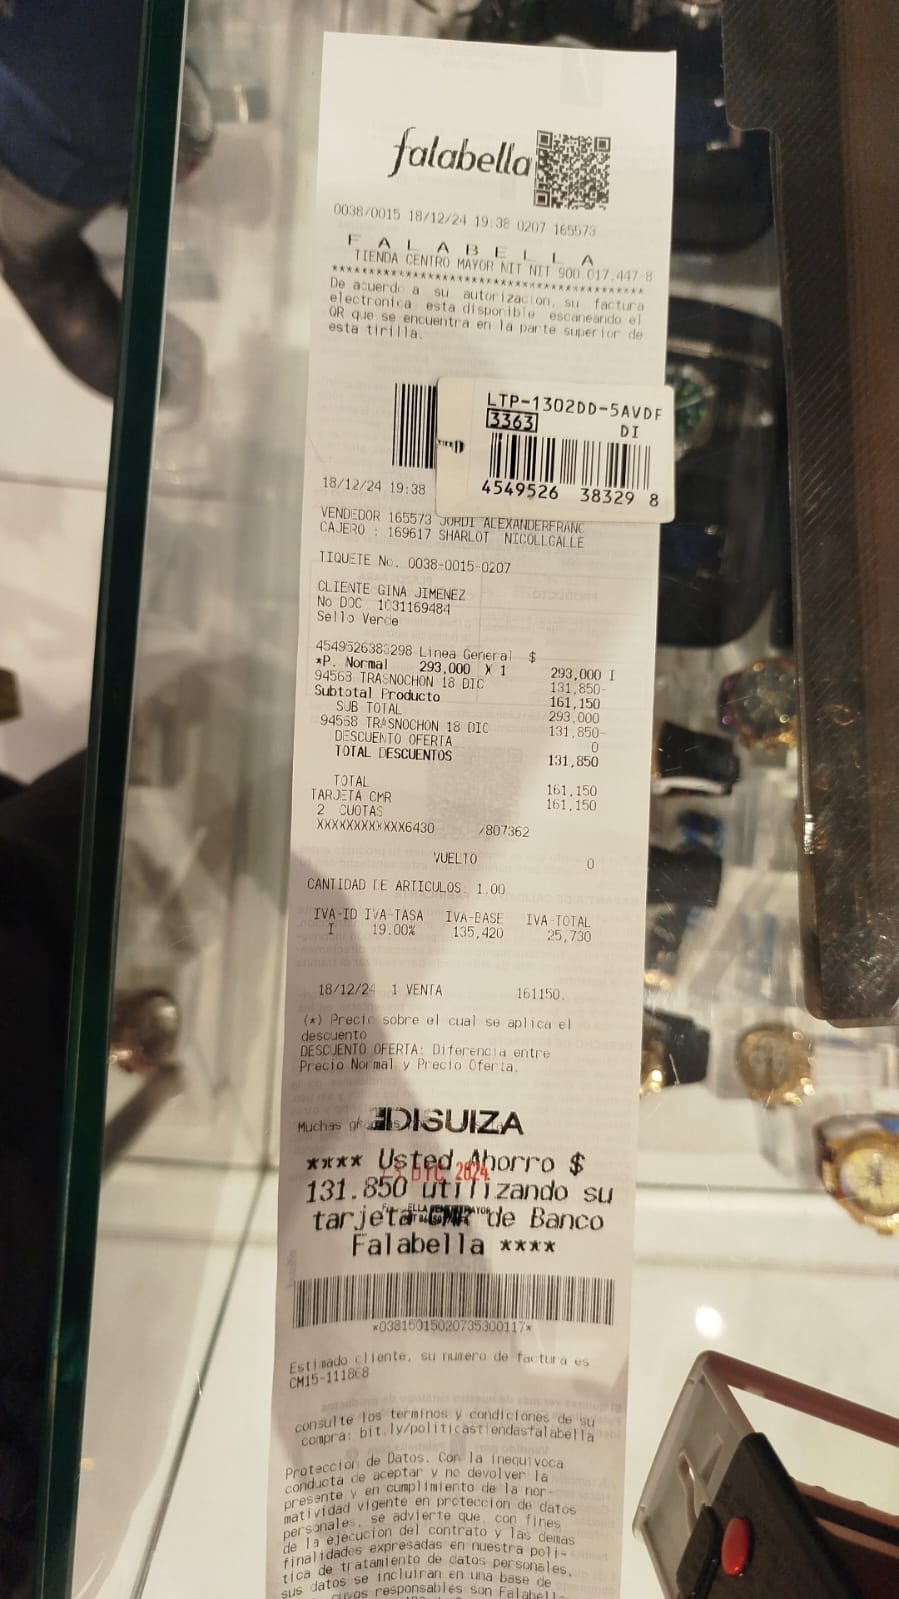 falabella
0038/0015 18/12/24 19:38 0207 165573
F A L A B E L L A
TIENDA CENTRO MAYOR NIT NIT 900.017.447-8
****************************************
De acuerdo a su autorizacion, su factura
electronica esta disponible escaneando el
QR que se encuentra en la parte superior de
esta tirilla.
LTP-1302DD-5AVDF
3363
DI
4549526 38329 8
18/12/24 19:38
VENDEDOR 165573 JORDI ALEXANDERFRANC
CAJERO : 169617 SHARLOT NICOLLGALLE
TIQUETE No. 0038-0015-0207
CLIENTE GINA JIMENEZ
No DOC 1031169484
Sello Verde
4549526383298 Linea General $
*P. Normal 293,000 X 1 293,000 I
94568 TRASNOCHON 18 DIC 131,850-
Subtotal Producto 161,150
SUB TOTAL 293,000
94568 TRASNOCHON 18 DIC 131,850-
DESCUENTO OFERTA 0
TOTAL DESCUENTOS 131,850
TOTAL 161,150
TARJETA CMR 161,150
2 CUOTAS
XXXXXXXXXXXX6430 /807362
VUELTO 0
CANTIDAD DE ARTICULOS: 1.00
IVA-ID IVA-TASA IVA-BASE IVA-TOTAL
I 19.00% 135,420 25,730
18/12/24 1 VENTA 161150.
(*) Precio sobre el cual se aplica el
descuento
DESCUENTO OFERTA: Diferencia entre
Precio Normal y Precio Oferta.
Muchas
DISUIZA
**** Usted Ahorro $
DIC 2024
131.850 utilizando su
tarjeta CMR de Banco
Falabella ****
*03815015020735300117*
Estimado cliente, su numero de factura es
CM15-111868
consulte los terminos y condiciones de su
compra: bit.ly/politicastiendasfalabella
Proteccion de Datos. Con la inequivoca
conducta de aceptar y no devolver la
presente y en cumplimiento de la nor-
matividad vigente en proteccion de datos
personales, se advierte que, con fines
de la ejecucion del contrato y las demas
finalidades expresadas en nuestra poli-
tica de tratamiento de datos personales,
sus datos se incluiran en una base de
cuyos responsables son Falabell